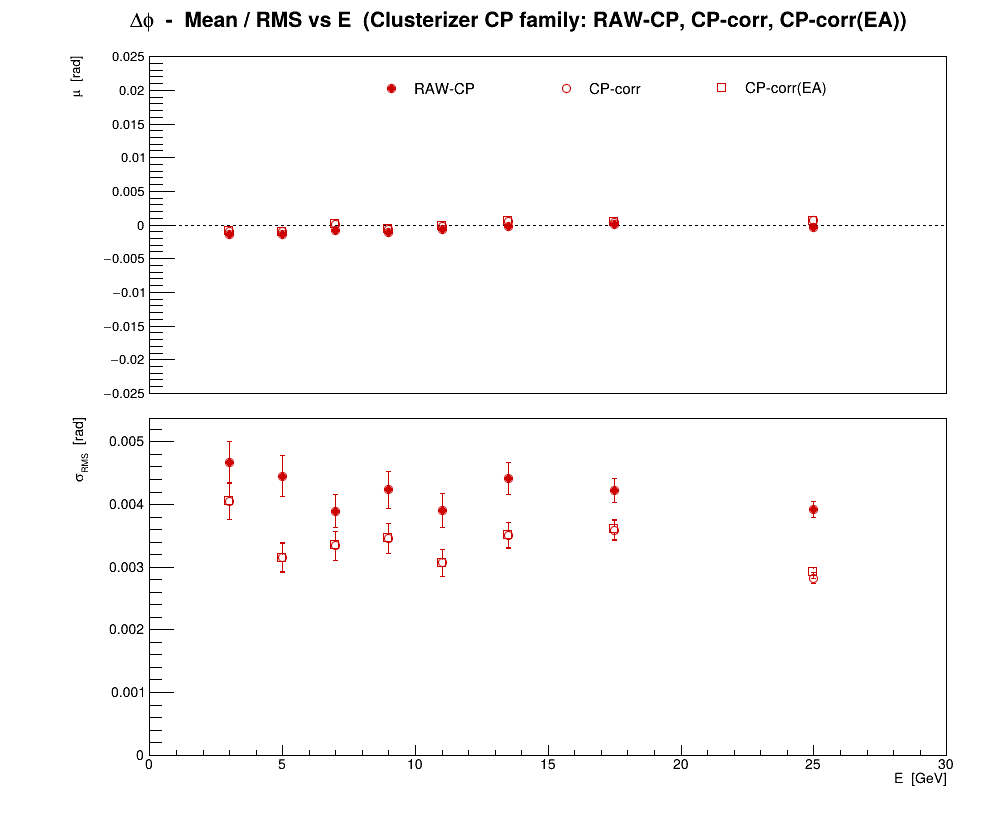 Δϕ - Mean / RMS vs E (Clusterizer CP family: RAW-CP, CP-corr, CP-corr(EA))
μ [rad]
RAW-CP CP-corr CP-corr(EA)
0.025
0.02
0.015
0.01
0.005
0
−0.005
−0.01
−0.015
−0.02
−0.025
σRMS [rad]
0.005
0.004
0.003
0.002
0.001
0
0 5 10 15 20 25 30
E [GeV]